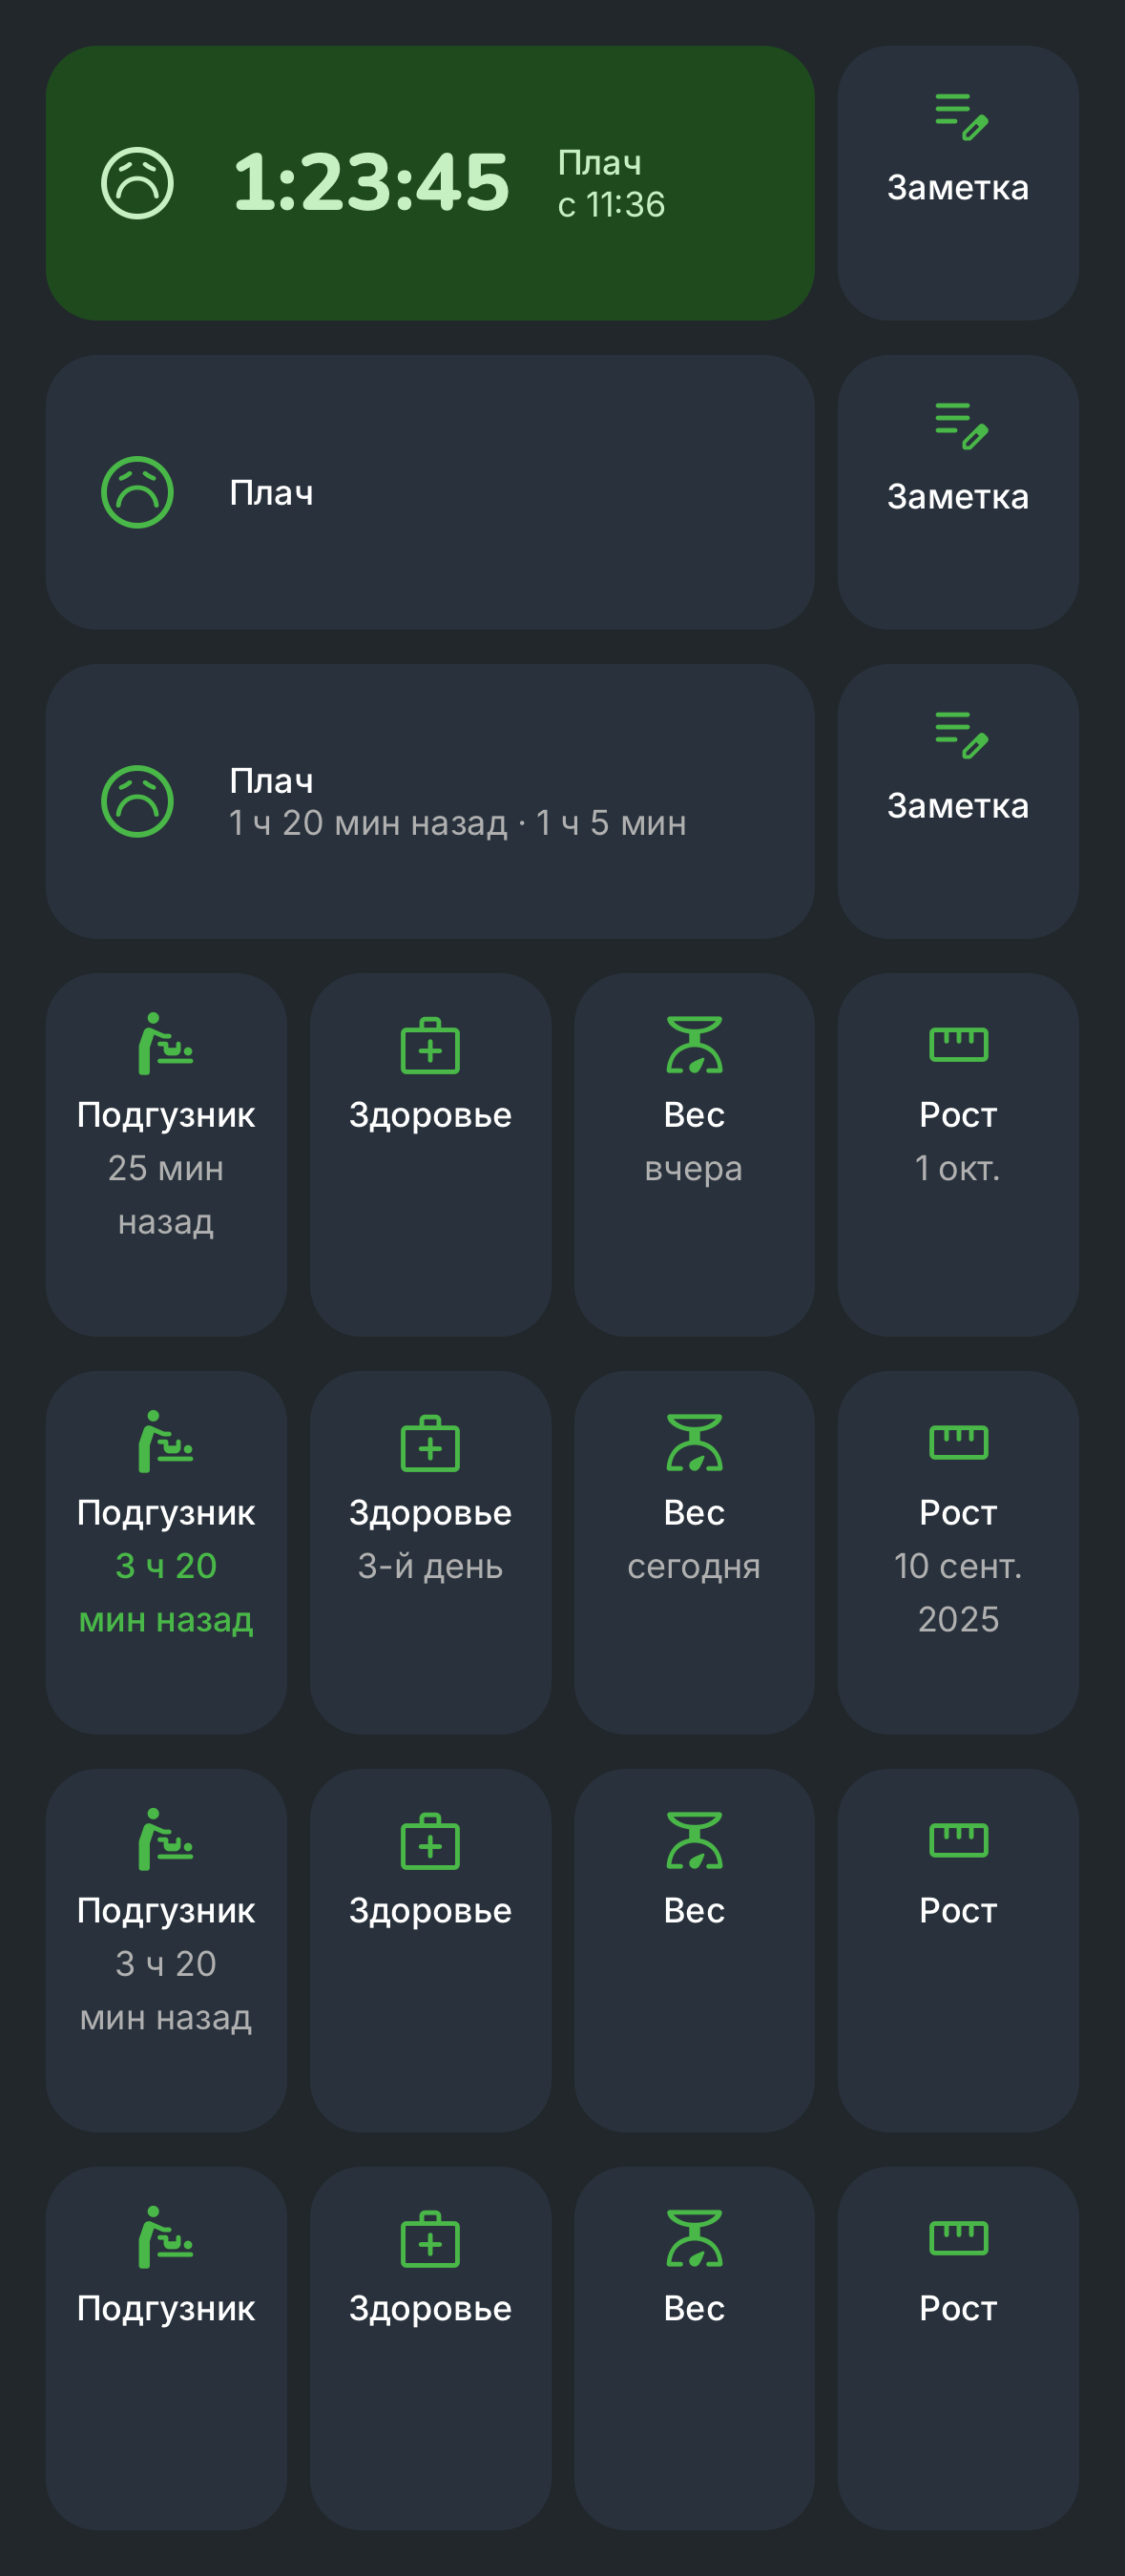 1:23:45
Плач
с 11:36
Заметка
Плач
Заметка
Плач
1 ч 20 мин назад · 1 ч 5 мин
Заметка
Подгузник
25 мин
назад
Здоровье
Вес
вчера
Рост
1 окт.
Подгузник
3 ч 20
мин назад
Здоровье
3-й день
Вес
сегодня
Рост
10 сент.
2025
Подгузник
3 ч 20
мин назад
Здоровье
Вес
Рост
Подгузник
Здоровье
Вес
Рост